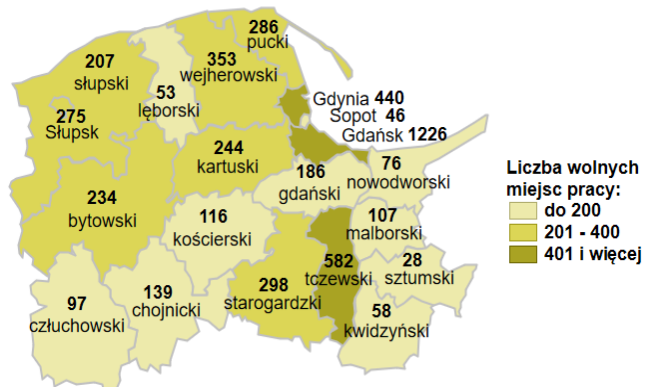 286
pucki
207
słupski
353
wejherowski
53
lęborski
Gdynia 440
Sopot 46
Gdańsk 1226
275
Słupsk
244
kartuski
186
gdański
76
nowodworski
234
bytowski
116
kościerski
107
malborski
582
tczewski
28
sztumski
298
starogardzki
139
chojnicki
97
człuchowski
58
kwidzyński
Liczba wolnych
miejsc pracy:
do 200
201 - 400
401 i więcej